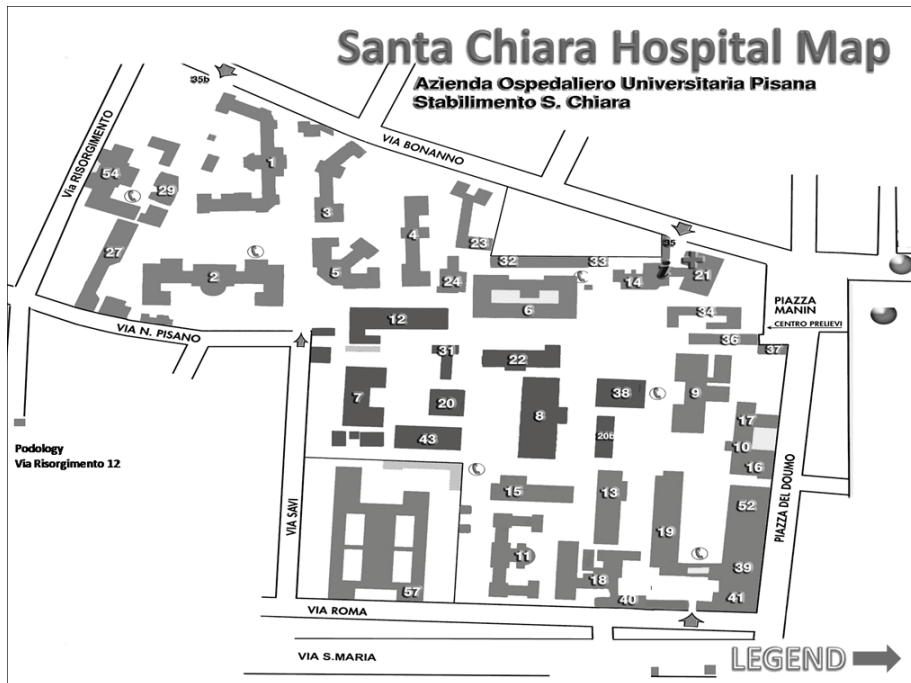 Santa Chiara Hospital Map
Azienda Ospedaliero Universitaria Pisana
Stabilimento S. Chiara
35b
VIA BONANNO
Via RISORGIMENTO
1
54
29
3
4
23
35
27
2
5
24
32
33
14
21
6
PIAZZA
MANIN
CENTRO PRELIEVI
34
36
37
VIA N. PISANO
12
31
22
7
20
8
38
9
17
20b
43
10
16
Podology
Via Risorgimento 12
15
13
52
19
VIA SAVI
PIAZZA DEL DOUMO
11
18
39
57
40
41
VIA ROMA
VIA S.MARIA
LEGEND